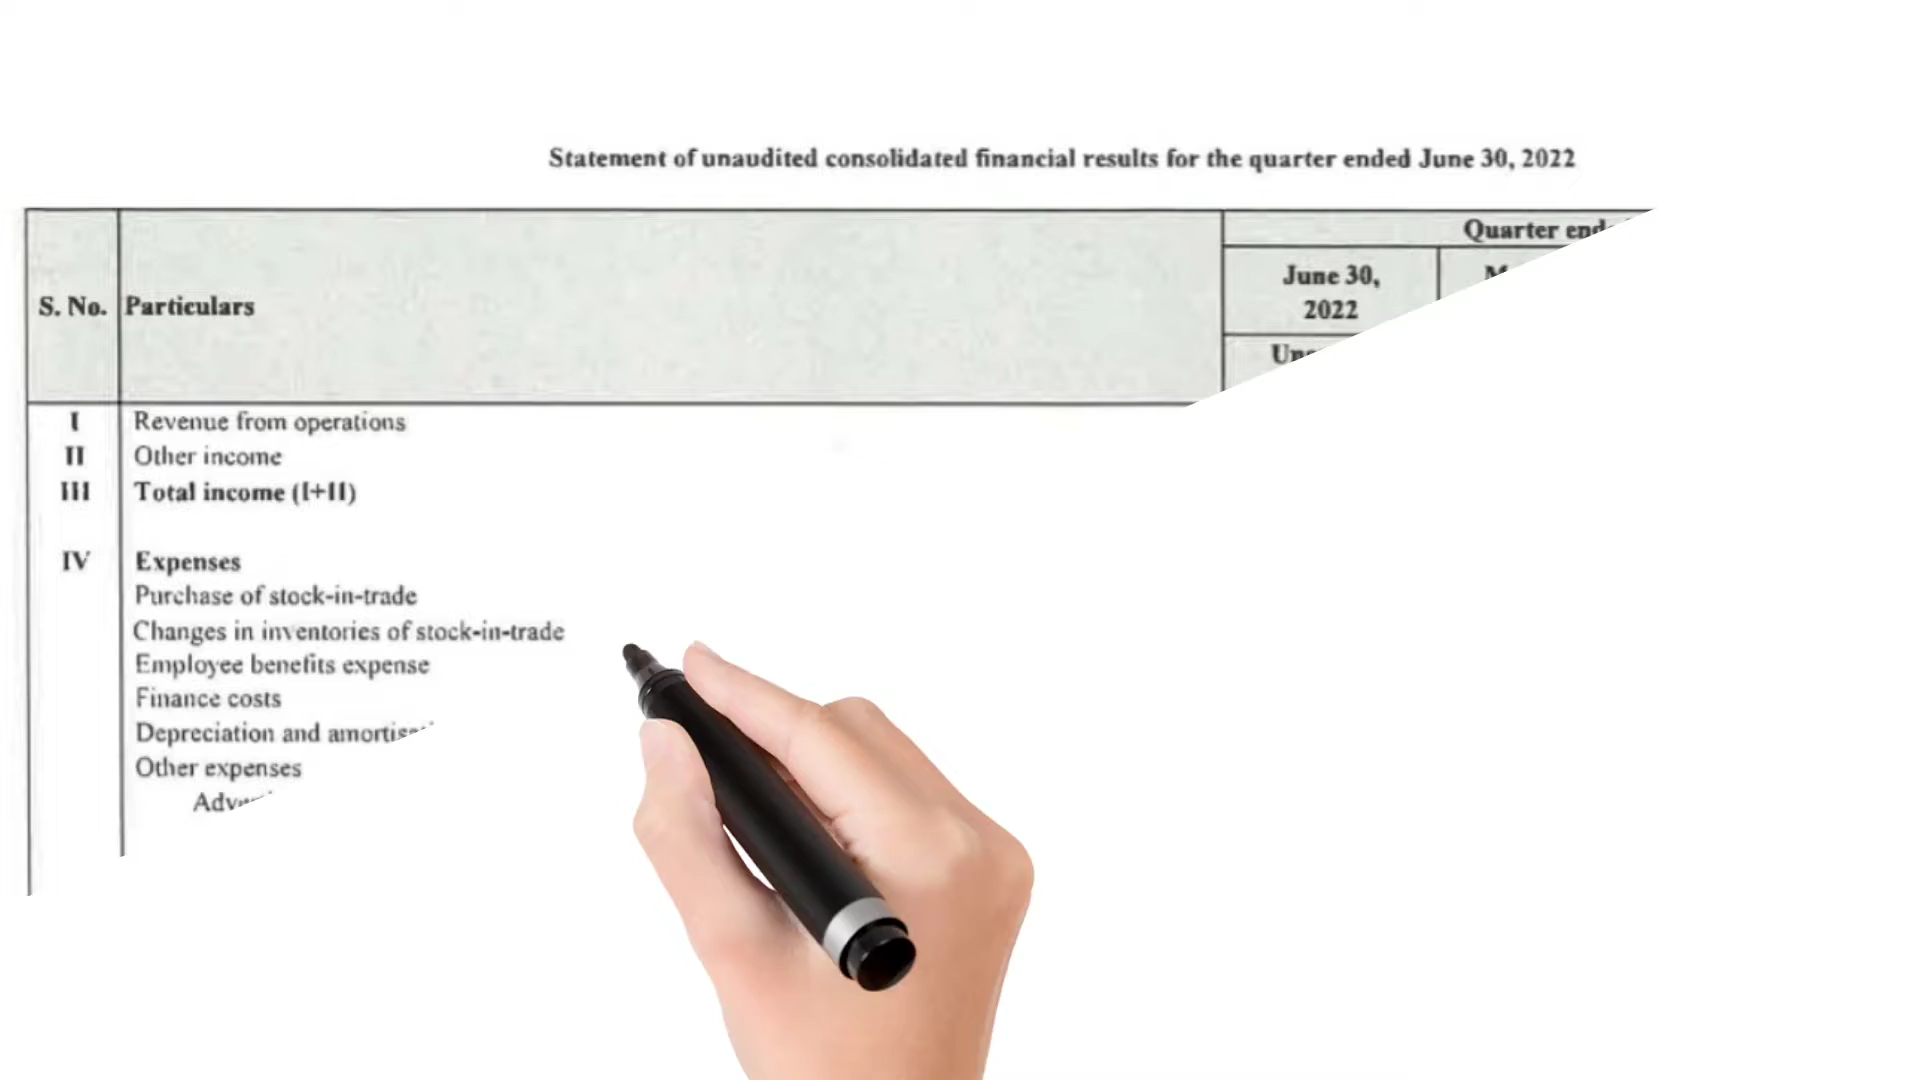 Statement of unaudited consolidated financial results for the quarter ended June 30, 2022
Quarter
June 30,
2022
S. No. Particulars
I Revenue from operations
II Other income
III Total income (I+II)
IV Expenses
Purchase of stock-in-trade
Changes in inventories of stock-in-trade
Employee benefits expense
Finance costs
Depreciation and
Other expenses